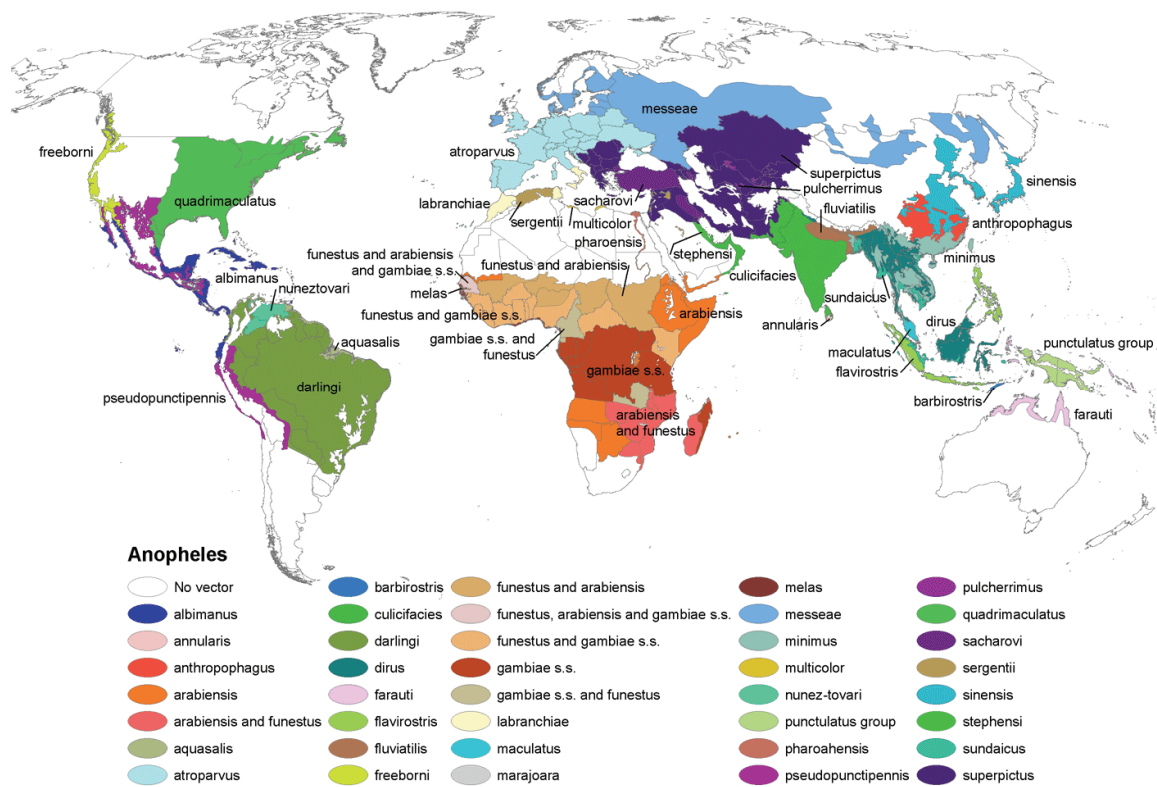 messeae
freeborni
atroparvus
superpictus
quadrimaculatus
sacharovi
pulcherrimus
sinensis
labranchiae
sergentii
multicolor
fluviatilis
anthropophagus
pharoensis
stephensi
minimus
funestus and arabiensis
and gambiae s.s.
funestus and arabiensis
culicifacies
albimanus
nuneztovari
melas
sundaicus
funestus and gambiae s.s.
arabiensis
annularis
dirus
aquasalis
gambiae s.s. and
funestus
maculatus
punctulatus group
gambiae s.s.
flavirostris
darlingi
pseudopunctipennis
barbirostris
farauti
arabiensis
and funestus
Anopheles
No vector
albimanus
annularis
anthropophagus
arabiensis
arabiensis and funestus
aquasalis
atroparvus
barbirostris
culicifacies
darlingi
dirus
farauti
flavirostris
fluviatilis
freeborni
funestus and arabiensis
funestus, arabiensis and gambiae s.s.
funestus and gambiae s.s.
gambiae s.s.
gambiae s.s. and funestus
labranchiae
maculatus
marajoara
melas
messeae
minimus
multicolor
nunez-tovari
punctulatus group
pharoahensis
pseudopunctipennis
pulcherrimus
quadrimaculatus
sacharovi
sergentii
sinensis
stephensi
sundaicus
superpictus